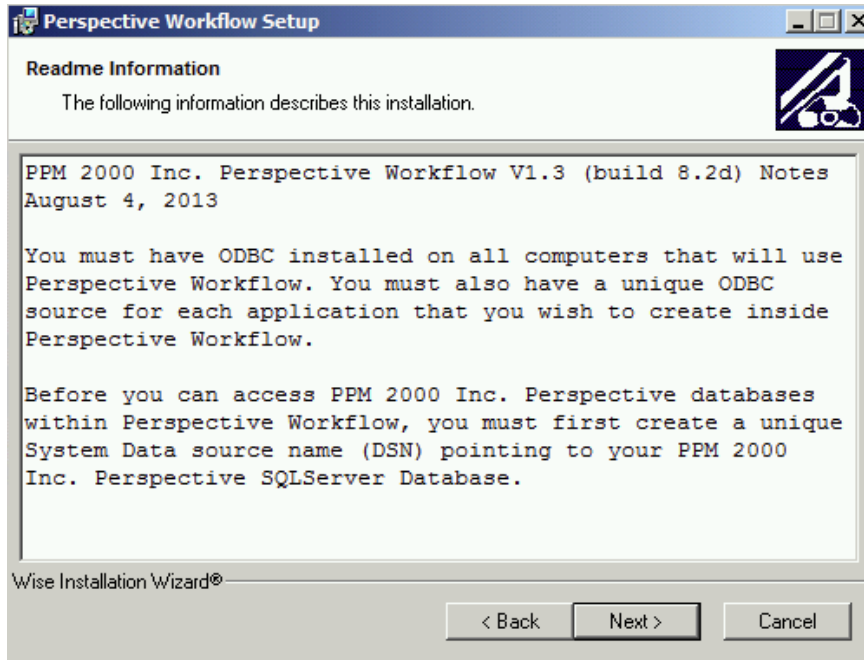 Perspective Workflow Setup
Readme Information
The following information describes this installation.
PPM 2000 Inc. Perspective Workflow V1.3 (build 8.2d) Notes
August 4, 2013
You must have ODBC installed on all computers that will use
Perspective Workflow. You must also have a unique ODBC
source for each application that you wish to create inside
Perspective Workflow.
Before you can access PPM 2000 Inc. Perspective databases
within Perspective Workflow, you must first create a unique
System Data source name (DSN) pointing to your PPM 2000
Inc. Perspective SQLServer Database.
Wise Installation Wizard®
< Back Next > Cancel